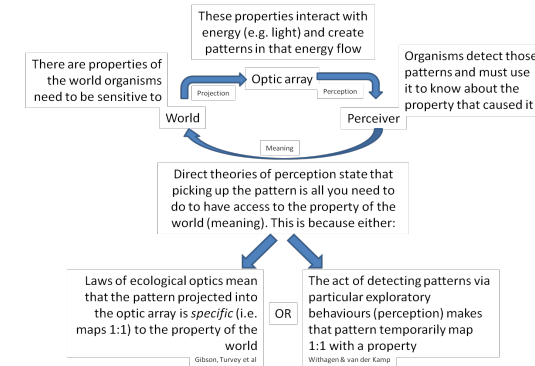 These properties interact with
energy (e.g. light) and create
patterns in that energy flow
There are properties of
the world organisms
need to be sensitive to
Organisms detect those
patterns and must use
it to know about the
property that caused it
Optic array
Projection
Perception
World
Perceiver
Meaning
Direct theories of perception state that
picking up the pattern is all you need to
do to have access to the property of the
world (meaning). This is because either:
Laws of ecological optics mean
that the pattern projected into
the optic array is specific (i.e.
maps 1:1) to the property of the
world
Gibson, Turvey et al
OR
The act of detecting patterns via
particular exploratory
behaviours (perception) makes
that pattern temporarily map
1:1 with a property
Withagen & van der Kamp